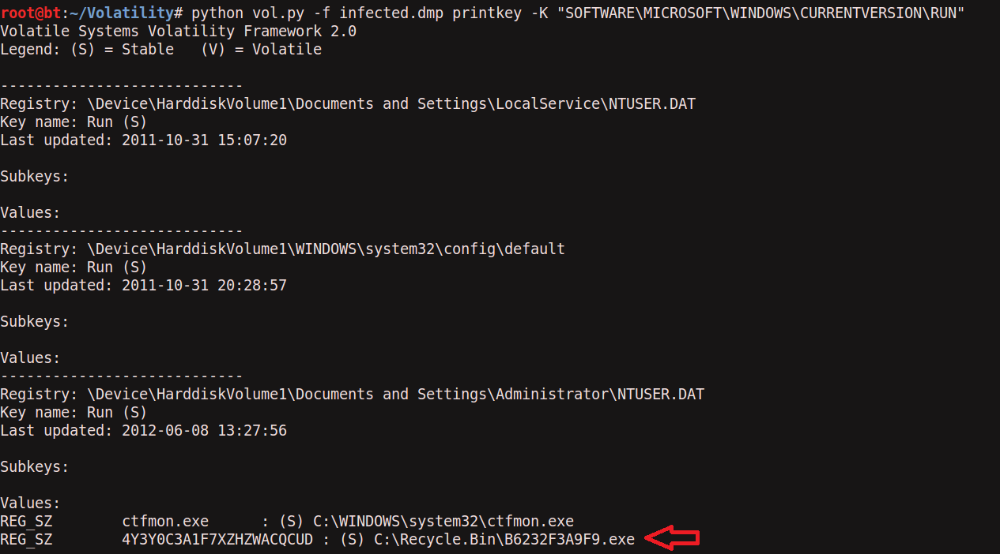 root@bt:~/Volatility# python vol.py -f infected.dmp printkey -K "SOFTWARE\MICROSOFT\WINDOWS\CURRENTVERSION\RUN"
Volatile Systems Volatility Framework 2.0
Legend: (S) = Stable   (V) = Volatile

----------------------------
Registry: \Device\HarddiskVolume1\Documents and Settings\LocalService\NTUSER.DAT
Key name: Run (S)
Last updated: 2011-10-31 15:07:20

Subkeys:

Values:
----------------------------
Registry: \Device\HarddiskVolume1\WINDOWS\system32\config\default
Key name: Run (S)
Last updated: 2011-10-31 20:28:57

Subkeys:

Values:
----------------------------
Registry: \Device\HarddiskVolume1\Documents and Settings\Administrator\NTUSER.DAT
Key name: Run (S)
Last updated: 2012-06-08 13:27:56

Subkeys:

Values:
REG_SZ        ctfmon.exe      : (S) C:\WINDOWS\system32\ctfmon.exe
REG_SZ        4Y3Y0C3A1F7XZHZWACQCUD : (S) C:\Recycle.Bin\B6232F3A9F9.exe